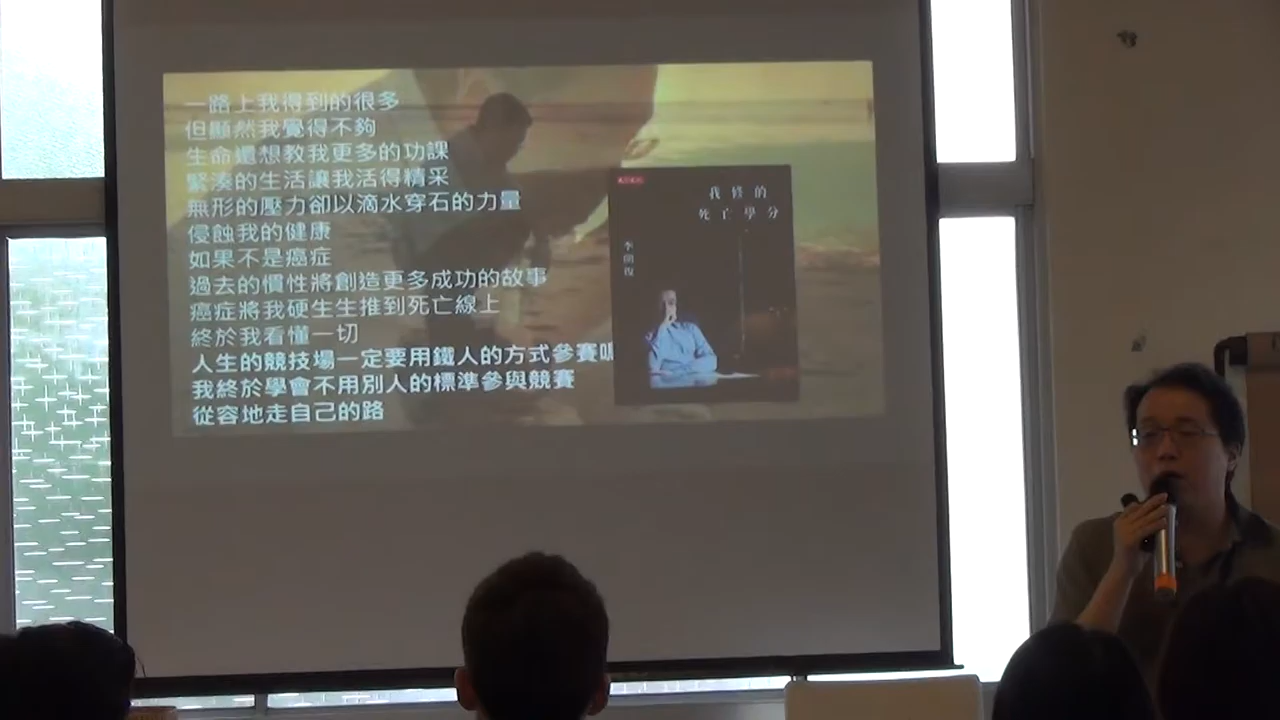 一路上我得到的很多
但顯然我覺得不夠
生命還想教我更多的功課
緊湊的生活讓我活得精采
無形的壓力卻以滴水穿石的力量
侵蝕我的健康
如果不是癌症
過去的慣性將創造更多成功的故事
癌症將我硬生生推到死亡線上
終於我看懂一切
人生的競技場一定要用鐵人的方式參賽嗎
我終於學會不用別人的標準參與競賽
從容地走自己的路
我修的
死亡學分
李開復